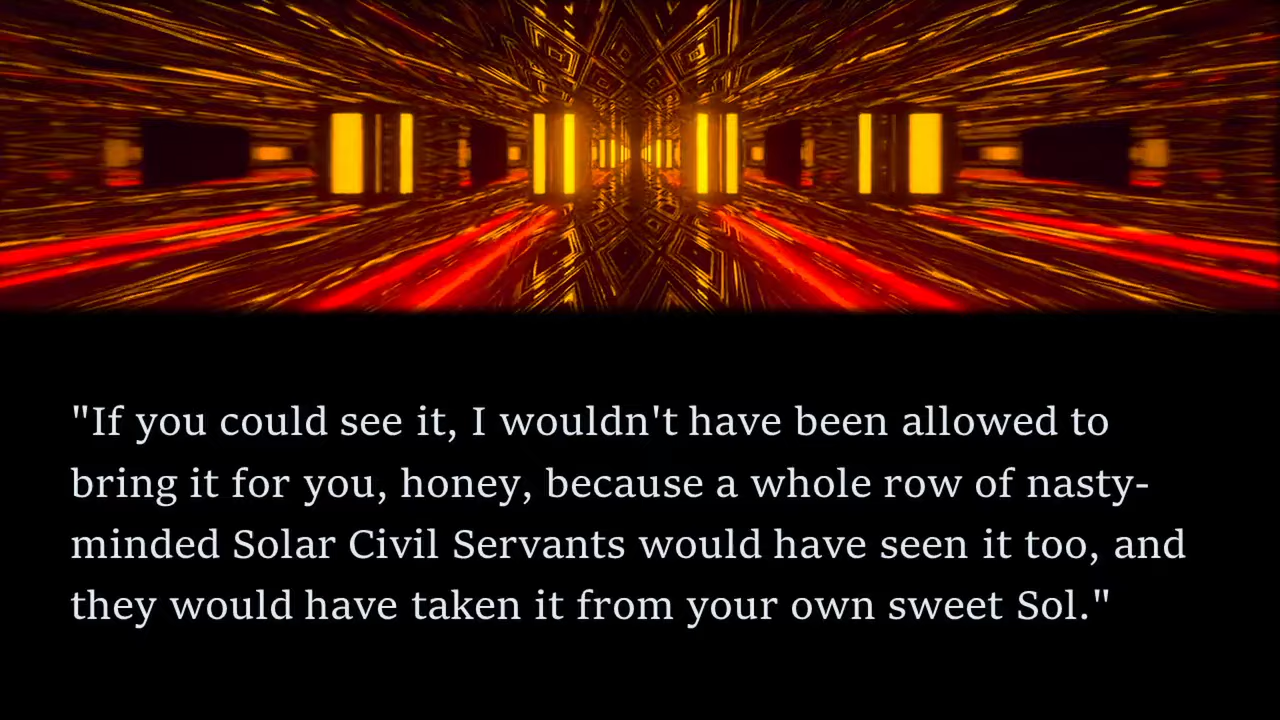 "If you could see it, I wouldn't have been allowed to
bring it for you, honey, because a whole row of nasty-
minded Solar Civil Servants would have seen it too, and
they would have taken it from your own sweet Sol."